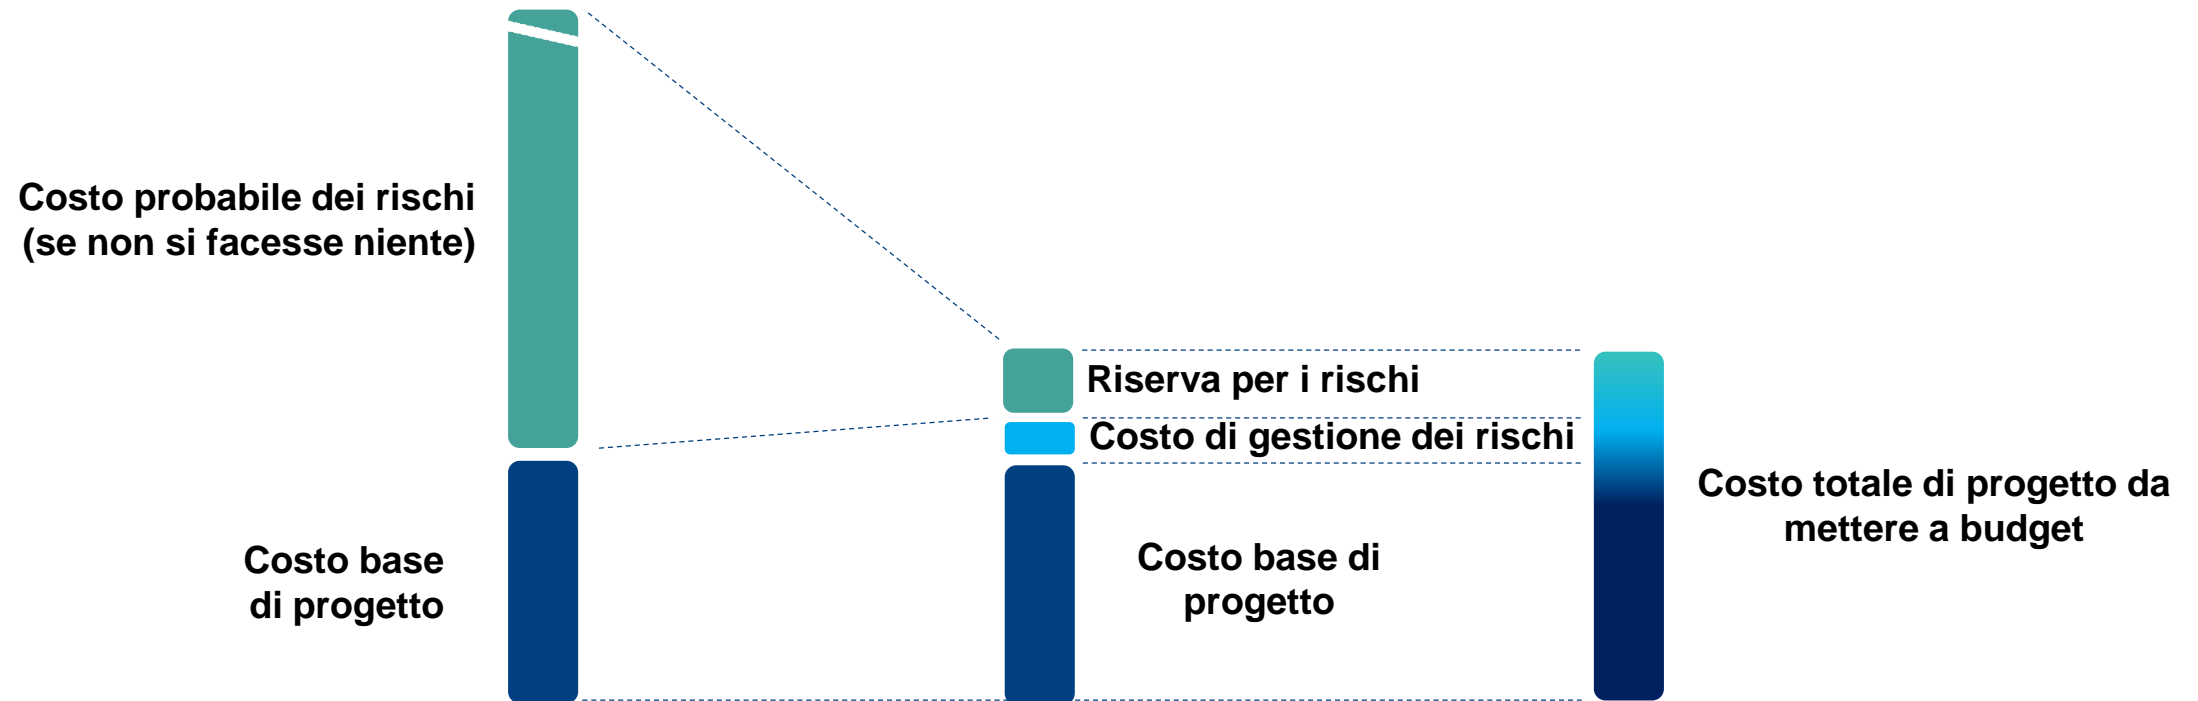 Costo probabile dei rischi
(se non si facesse niente)
Costo base
di progetto
Riserva per i rischi
Costo di gestione dei rischi
Costo base di
progetto
Costo totale di progetto da
mettere a budget